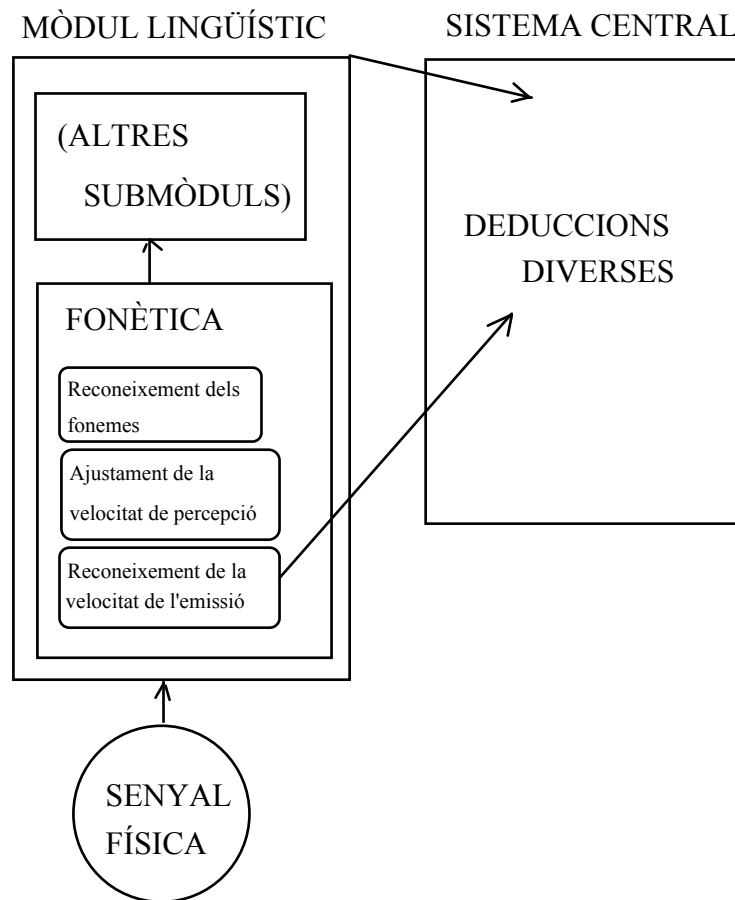 MÒDUL LINGÜÍSTIC
SISTEMA CENTRAL
(ALTRES
SUBMÒDULS)
DEDUCCIONS
DIVERSES
FONÈTICA
Reconeixement dels
fonemes
Ajustament de la
velocitat de percepció
Reconeixement de la
velocitat de l'emissió
SENYAL
FÍSICA